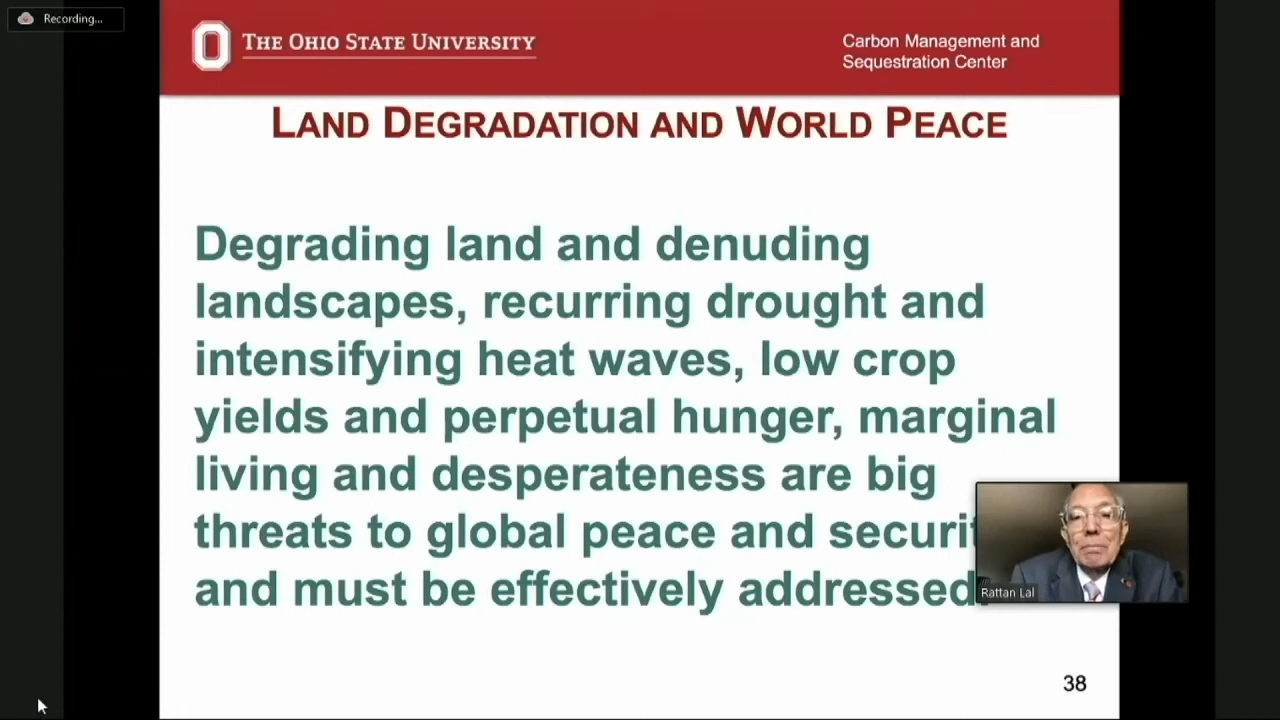 Recording...
THE OHIO STATE UNIVERSITY
Carbon Management and
Sequestration Center
LAND DEGRADATION AND WORLD PEACE
Degrading land and denuding
landscapes, recurring drought and
intensifying heat waves, low crop
yields and perpetual hunger, marginal
living and desperateness are big
threats to global peace and securit
and must be effectively addressed.
Rattan Lal
38